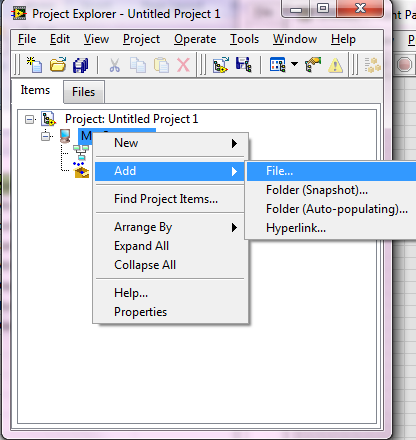 Project Explorer - Untitled Project 1
File Edit View Project Operate Tools Window Help
Items Files
Project: Untitled Project 1
New
Add
Find Project Items...
Arrange By
Expand All
Collapse All
Help...
Properties
File...
Folder (Snapshot)...
Folder (Auto-populating)...
Hyperlink...